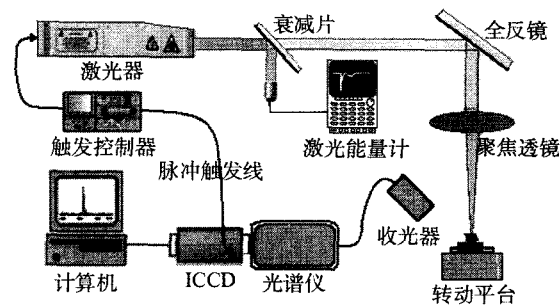 衰减片
全反镜
激光器
触发控制器
激光能量计
聚焦透镜
脉冲触发线
收光器
计算机
ICCD
光谱仪
转动平台